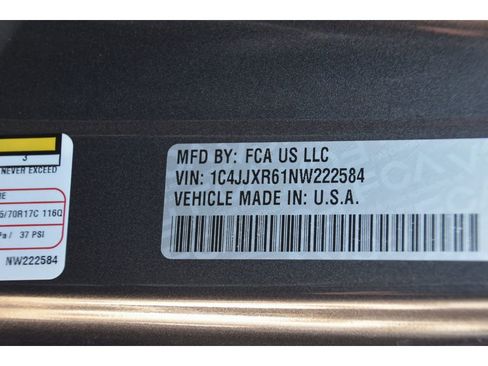 3
NEVER EXCEED
RE
5/70R17C 116Q
Pa / 37 PSI
NW222584
MFD BY: FCA US LLC
VIN: 1C4JJXR61NW222584
VEHICLE MADE IN: U.S.A.